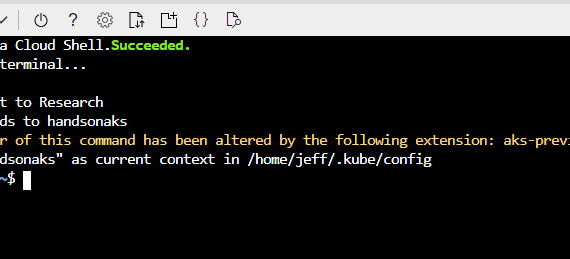 a Cloud Shell.Succeeded.
terminal...
t to Research
ds to handsonaks
r of this command has been altered by the following extension: aks-previ
dsonaks" as current context in /home/jeff/.kube/config
~$